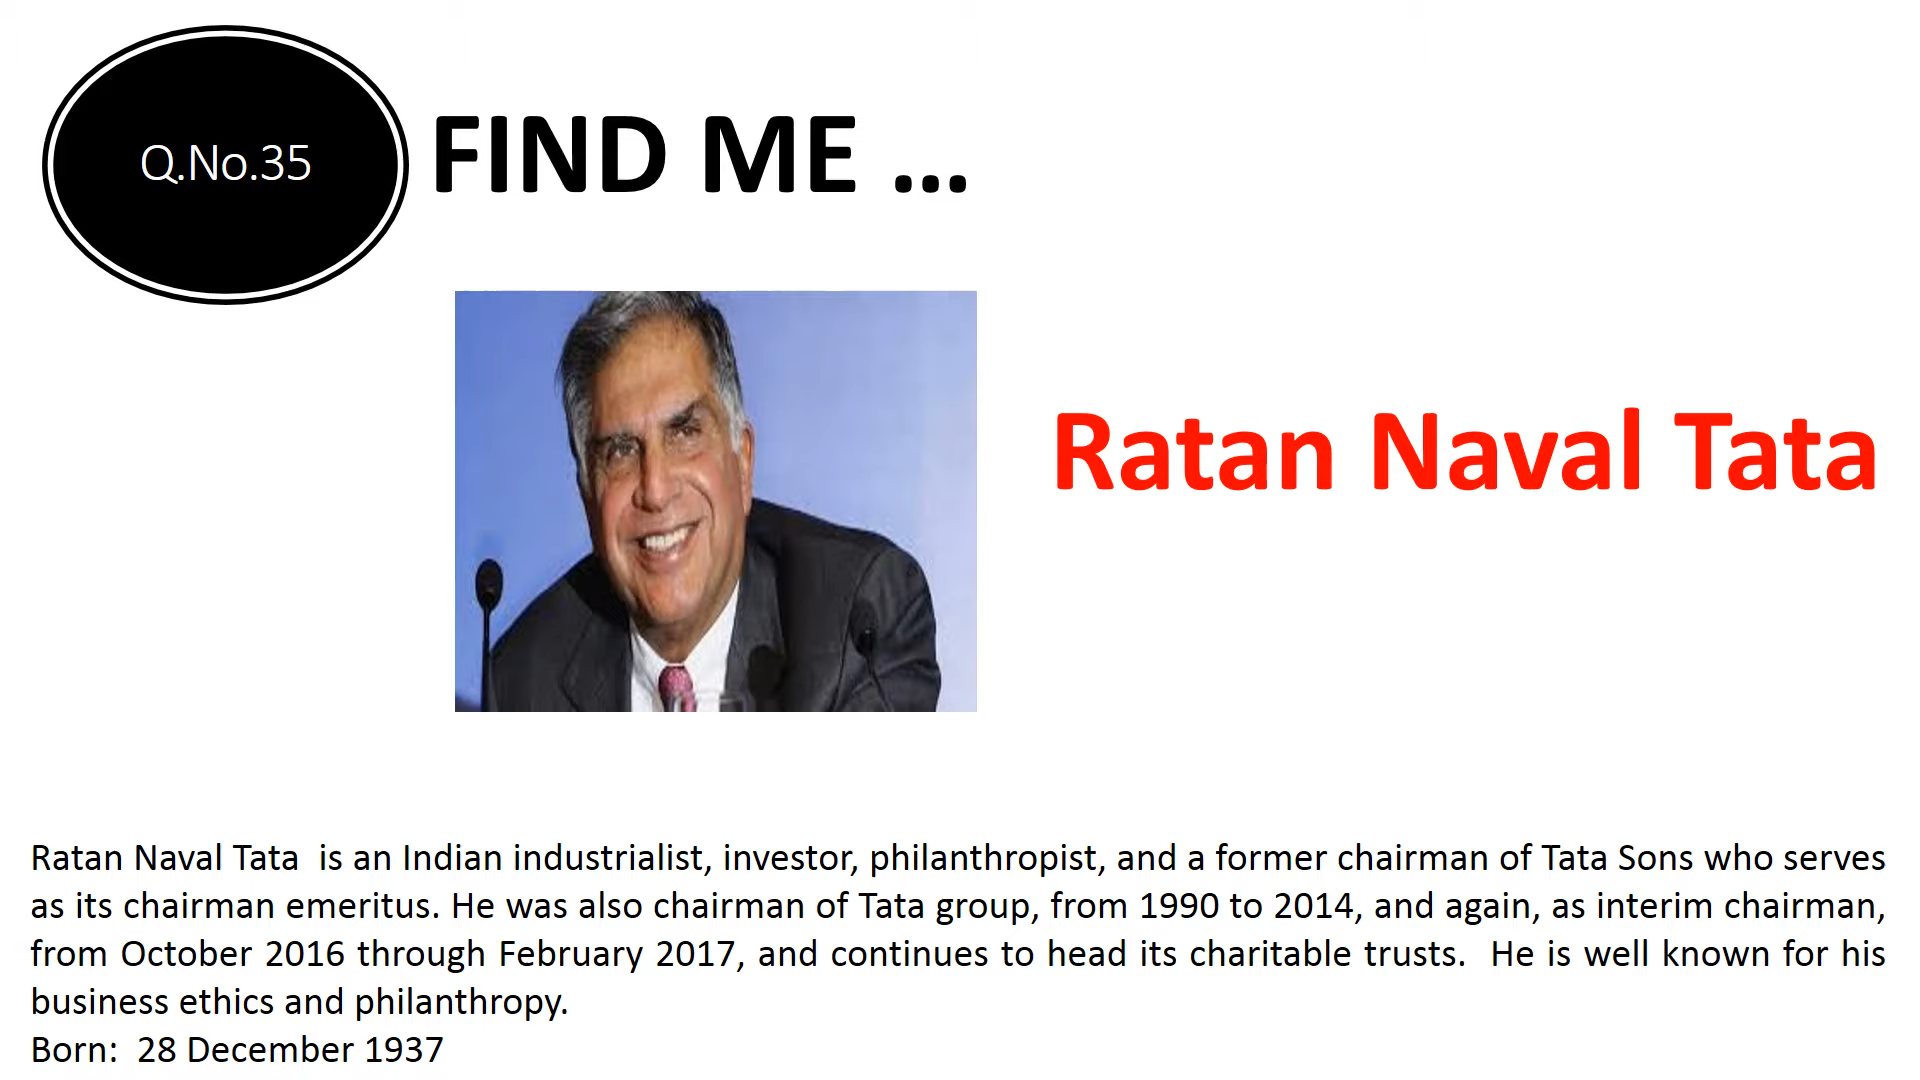 Q.No.35
FIND ME ...
Ratan Naval Tata
Ratan Naval Tata  is an Indian industrialist, investor, philanthropist, and a former chairman of Tata Sons who serves
as its chairman emeritus. He was also chairman of Tata group, from 1990 to 2014, and again, as interim chairman,
from October 2016 through February 2017, and continues to head its charitable trusts.  He is well known for his
business ethics and philanthropy.
Born:  28 December 1937